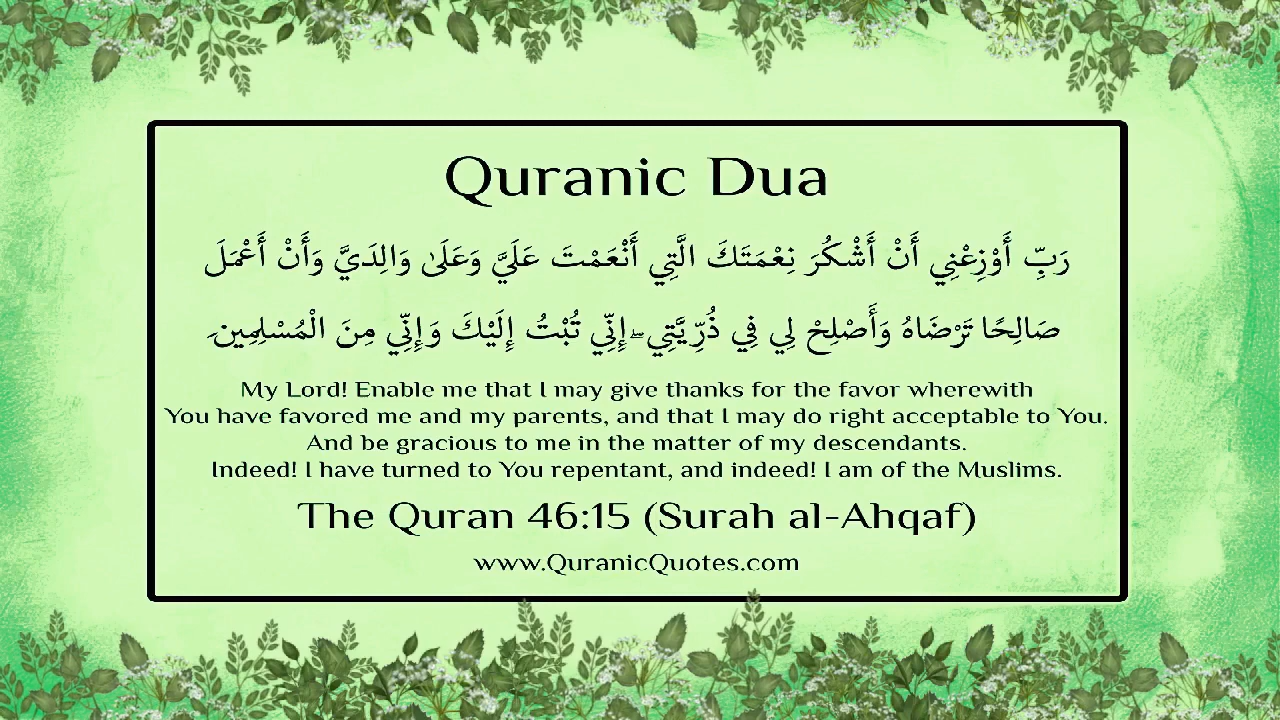 Quranic Dua
رَبِّ أَوْزِعْنِي أَنْ أَشْكُرَ نِعْمَتَكَ الَّتِي أَنْعَمْتَ عَلَيَّ وَعَلَىٰ وَالِدَيَّ وَأَنْ أَعْمَلَ
صَالِحًا تَرْضَاهُ وَأَصْلِحْ لِي فِي ذُرِّيَّتِي ۖ إِنِّي تُبْتُ إِلَيْكَ وَإِنِّي مِنَ الْمُسْلِمِينَ
My Lord! Enable me that I may give thanks for the favor wherewith
You have favored me and my parents, and that I may do right acceptable to You.
And be gracious to me in the matter of my descendants.
Indeed! I have turned to You repentant, and indeed! I am of the Muslims.
The Quran 46:15 (Surah al-Ahqaf)
www.QuranicQuotes.com